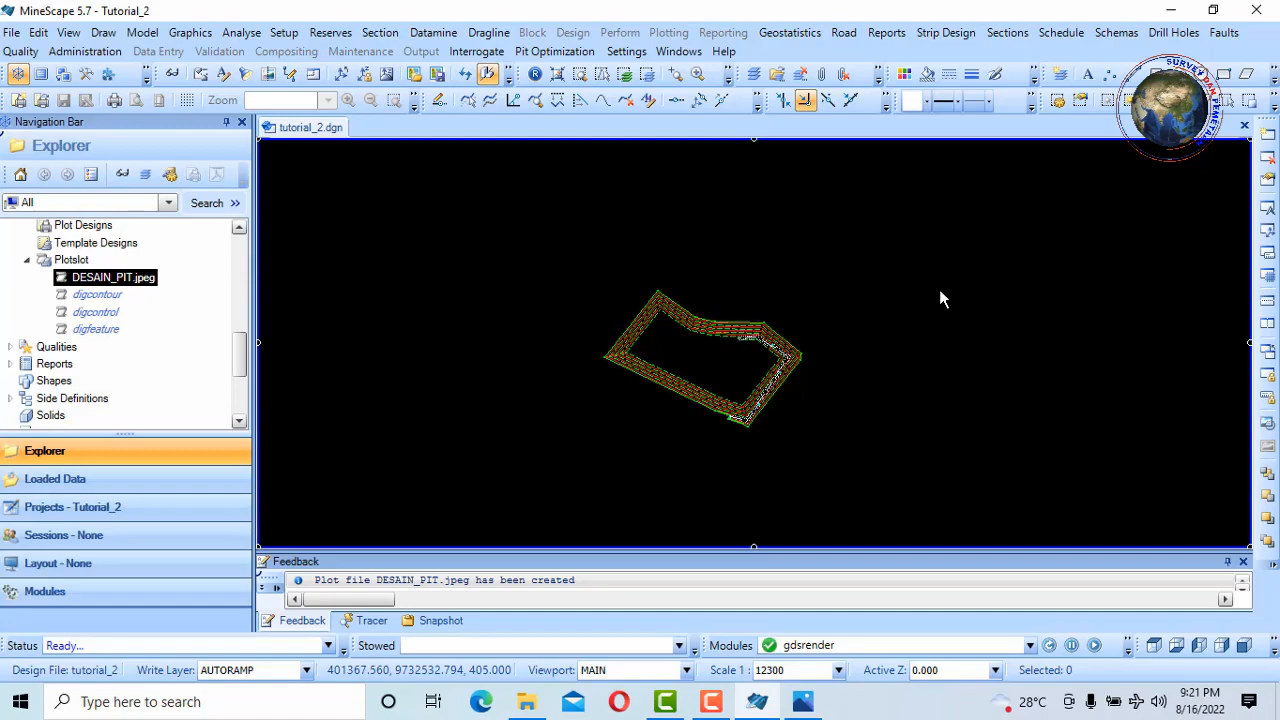 MineScape 5.7 - Tutorial_2
File Edit View Draw Model Graphics Analyse Setup Reserves Section Datamine Dragline Block Design Perform Plotting Reporting Geostatistics Road Reports Strip Design Sections Schedule Schemas Drill Holes Faults
Quality Administration Data Entry Validation Compositing Maintenance Output Interrogate Pit Optimization Settings Windows Help
Zoom
Navigation Bar
tutorial_2.dgn
Explorer
All
Search
Plot Designs
Template Designs
Plotslot
DESAIN_PIT.jpeg
digcontour
digcontrol
digfeature
Qualities
Reports
Shapes
Side Definitions
Solids
Explorer
Loaded Data
Projects - Tutorial_2
Sessions - None
Layout - None
Modules
Feedback
Plot file DESAIN_PIT.jpeg has been created
Feedback Tracer Snapshot
Status Ready... Stowed Modules gdsrender
Design File: tutorial_2 Write Layer: AUTORAMP 401367.560, 9732532.794, 405.000 Viewport: MAIN Scale 1: 12300 Active Z: 0.000 Selected: 0
Type here to search
28°C
9:21 PM
8/16/2022